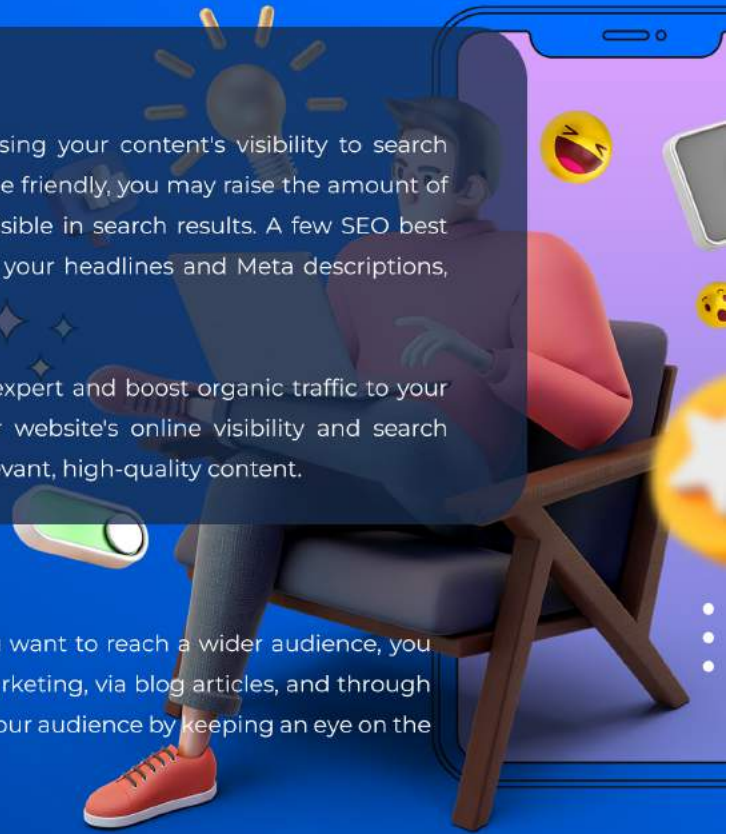 sing your content's visibility to search
e friendly, you may raise the amount of
sible in search results. A few SEO best
your headlines and Meta descriptions,
expert and boost organic traffic to your
r website's online visibility and search
vant, high-quality content.
want to reach a wider audience, you
rketing, via blog articles, and through
our audience by keeping an eye on the